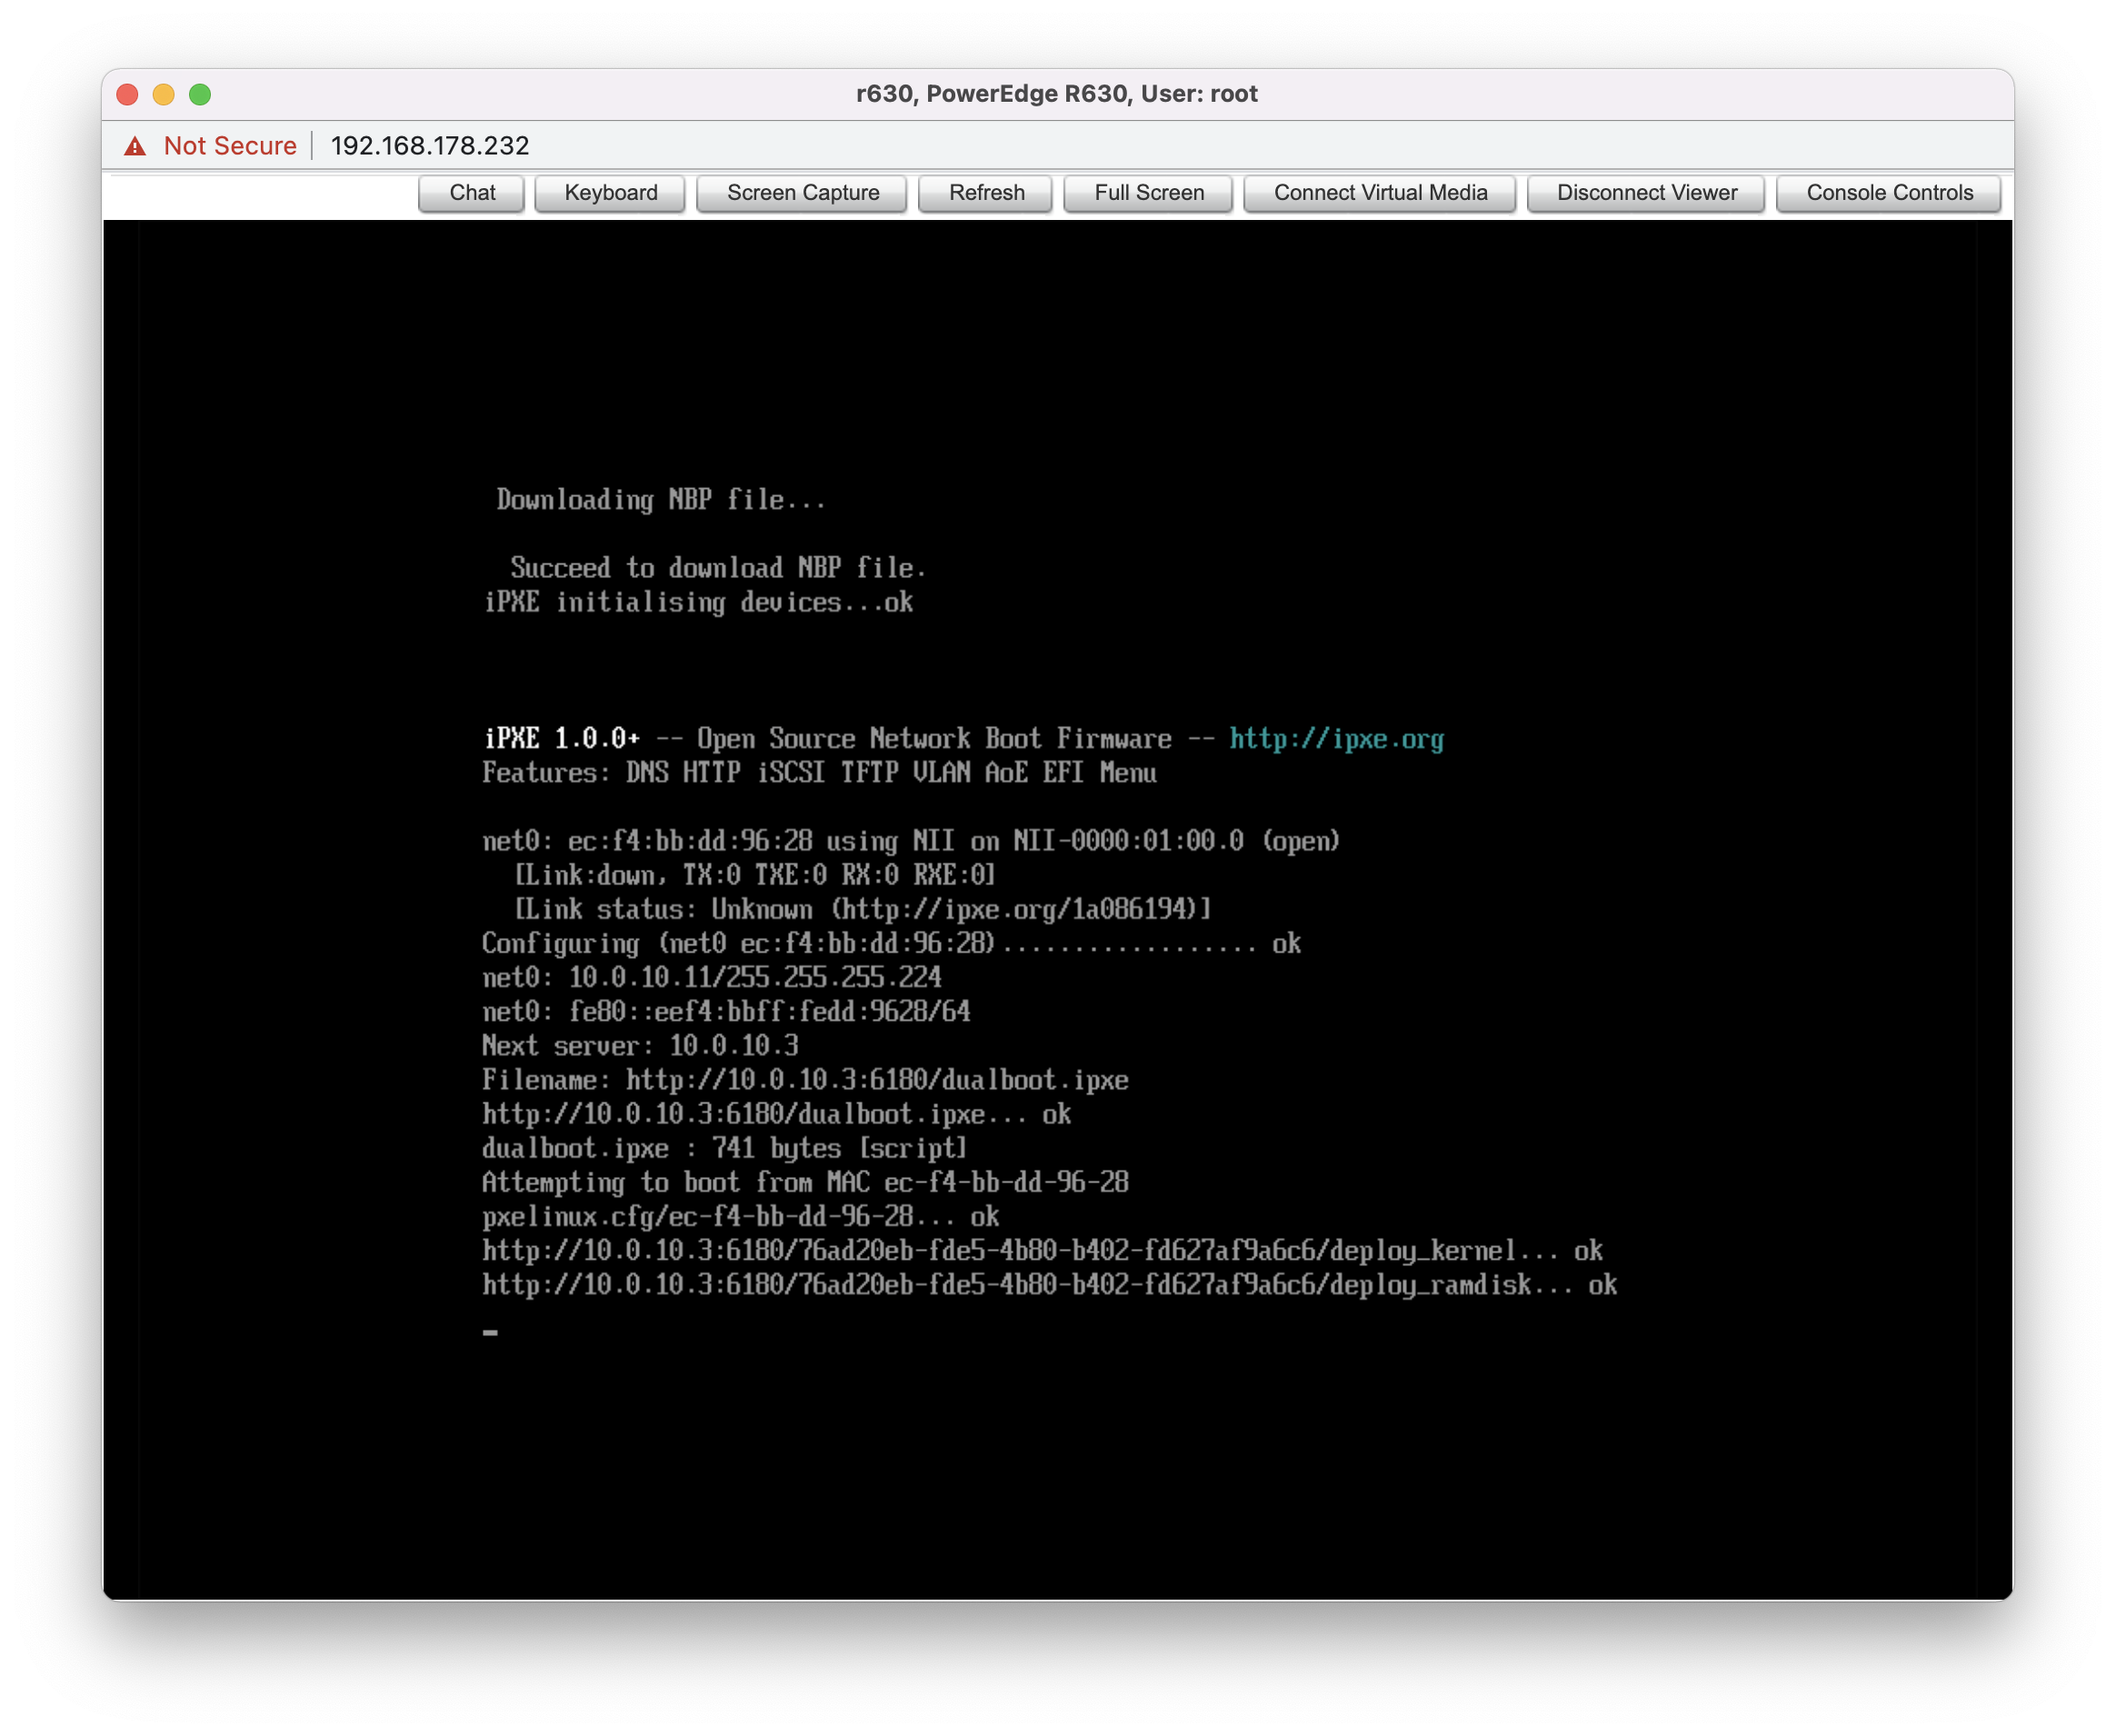 r630, PowerEdge R630, User: root
Not Secure 192.168.178.232
Chat Keyboard Screen Capture Refresh Full Screen Connect Virtual Media Disconnect Viewer Console Controls
Downloading NBP file...
Succeed to download NBP file.
iPXE initialising devices...ok
iPXE 1.0.0+ -- Open Source Network Boot Firmware -- http://ipxe.org
Features: DNS HTTP iSCSI TFTP VLAN AoE EFI Menu
net0: ec:f4:bb:dd:96:28 using NII on NII-0000:01:00.0 (open)
[Link:down, TX:0 TXE:0 RX:0 RXE:0]
[Link status: Unknown (http://ipxe.org/1a086194)]
Configuring (net0 ec:f4:bb:dd:96:28).................. ok
net0: 10.0.10.11/255.255.255.224
net0: fe80::eef4:bbff:fedd:9628/64
Next server: 10.0.10.3
Filename: http://10.0.10.3:6180/dualboot.ipxe
http://10.0.10.3:6180/dualboot.ipxe... ok
dualboot.ipxe : 741 bytes [script]
Attempting to boot from MAC ec-f4-bb-dd-96-28
pxelinux.cfg/ec-f4-bb-dd-96-28... ok
http://10.0.10.3:6180/76ad20eb-fde5-4b80-b402-fd627af9a6c6/deploy_kernel... ok
http://10.0.10.3:6180/76ad20eb-fde5-4b80-b402-fd627af9a6c6/deploy_ramdisk... ok